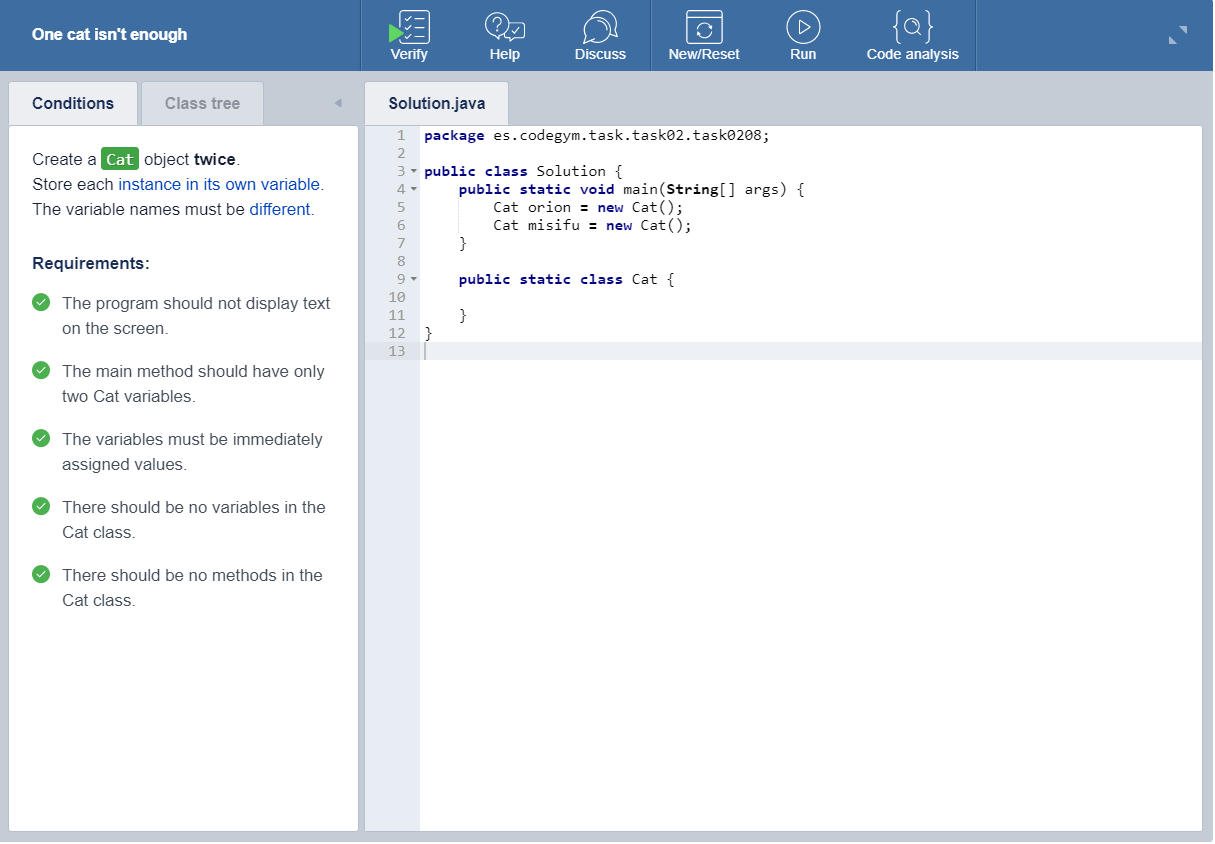 One cat isn't enough
Verify
Help
Discuss
New/Reset
Run
Code analysis
Conditions
Class tree
Create a Cat object twice.
Store each instance in its own variable.
The variable names must be different.
Requirements:
The program should not display text
on the screen.
The main method should have only
two Cat variables.
The variables must be immediately
assigned values.
There should be no variables in the
Cat class.
There should be no methods in the
Cat class.
Solution.java
1 package es.codegym.task.task02.task0208;
2
3 public class Solution {
4     public static void main(String[] args) {
5         Cat orion = new Cat();
6         Cat misifu = new Cat();
7     }
8
9     public static class Cat {
10
11     }
12 }
13